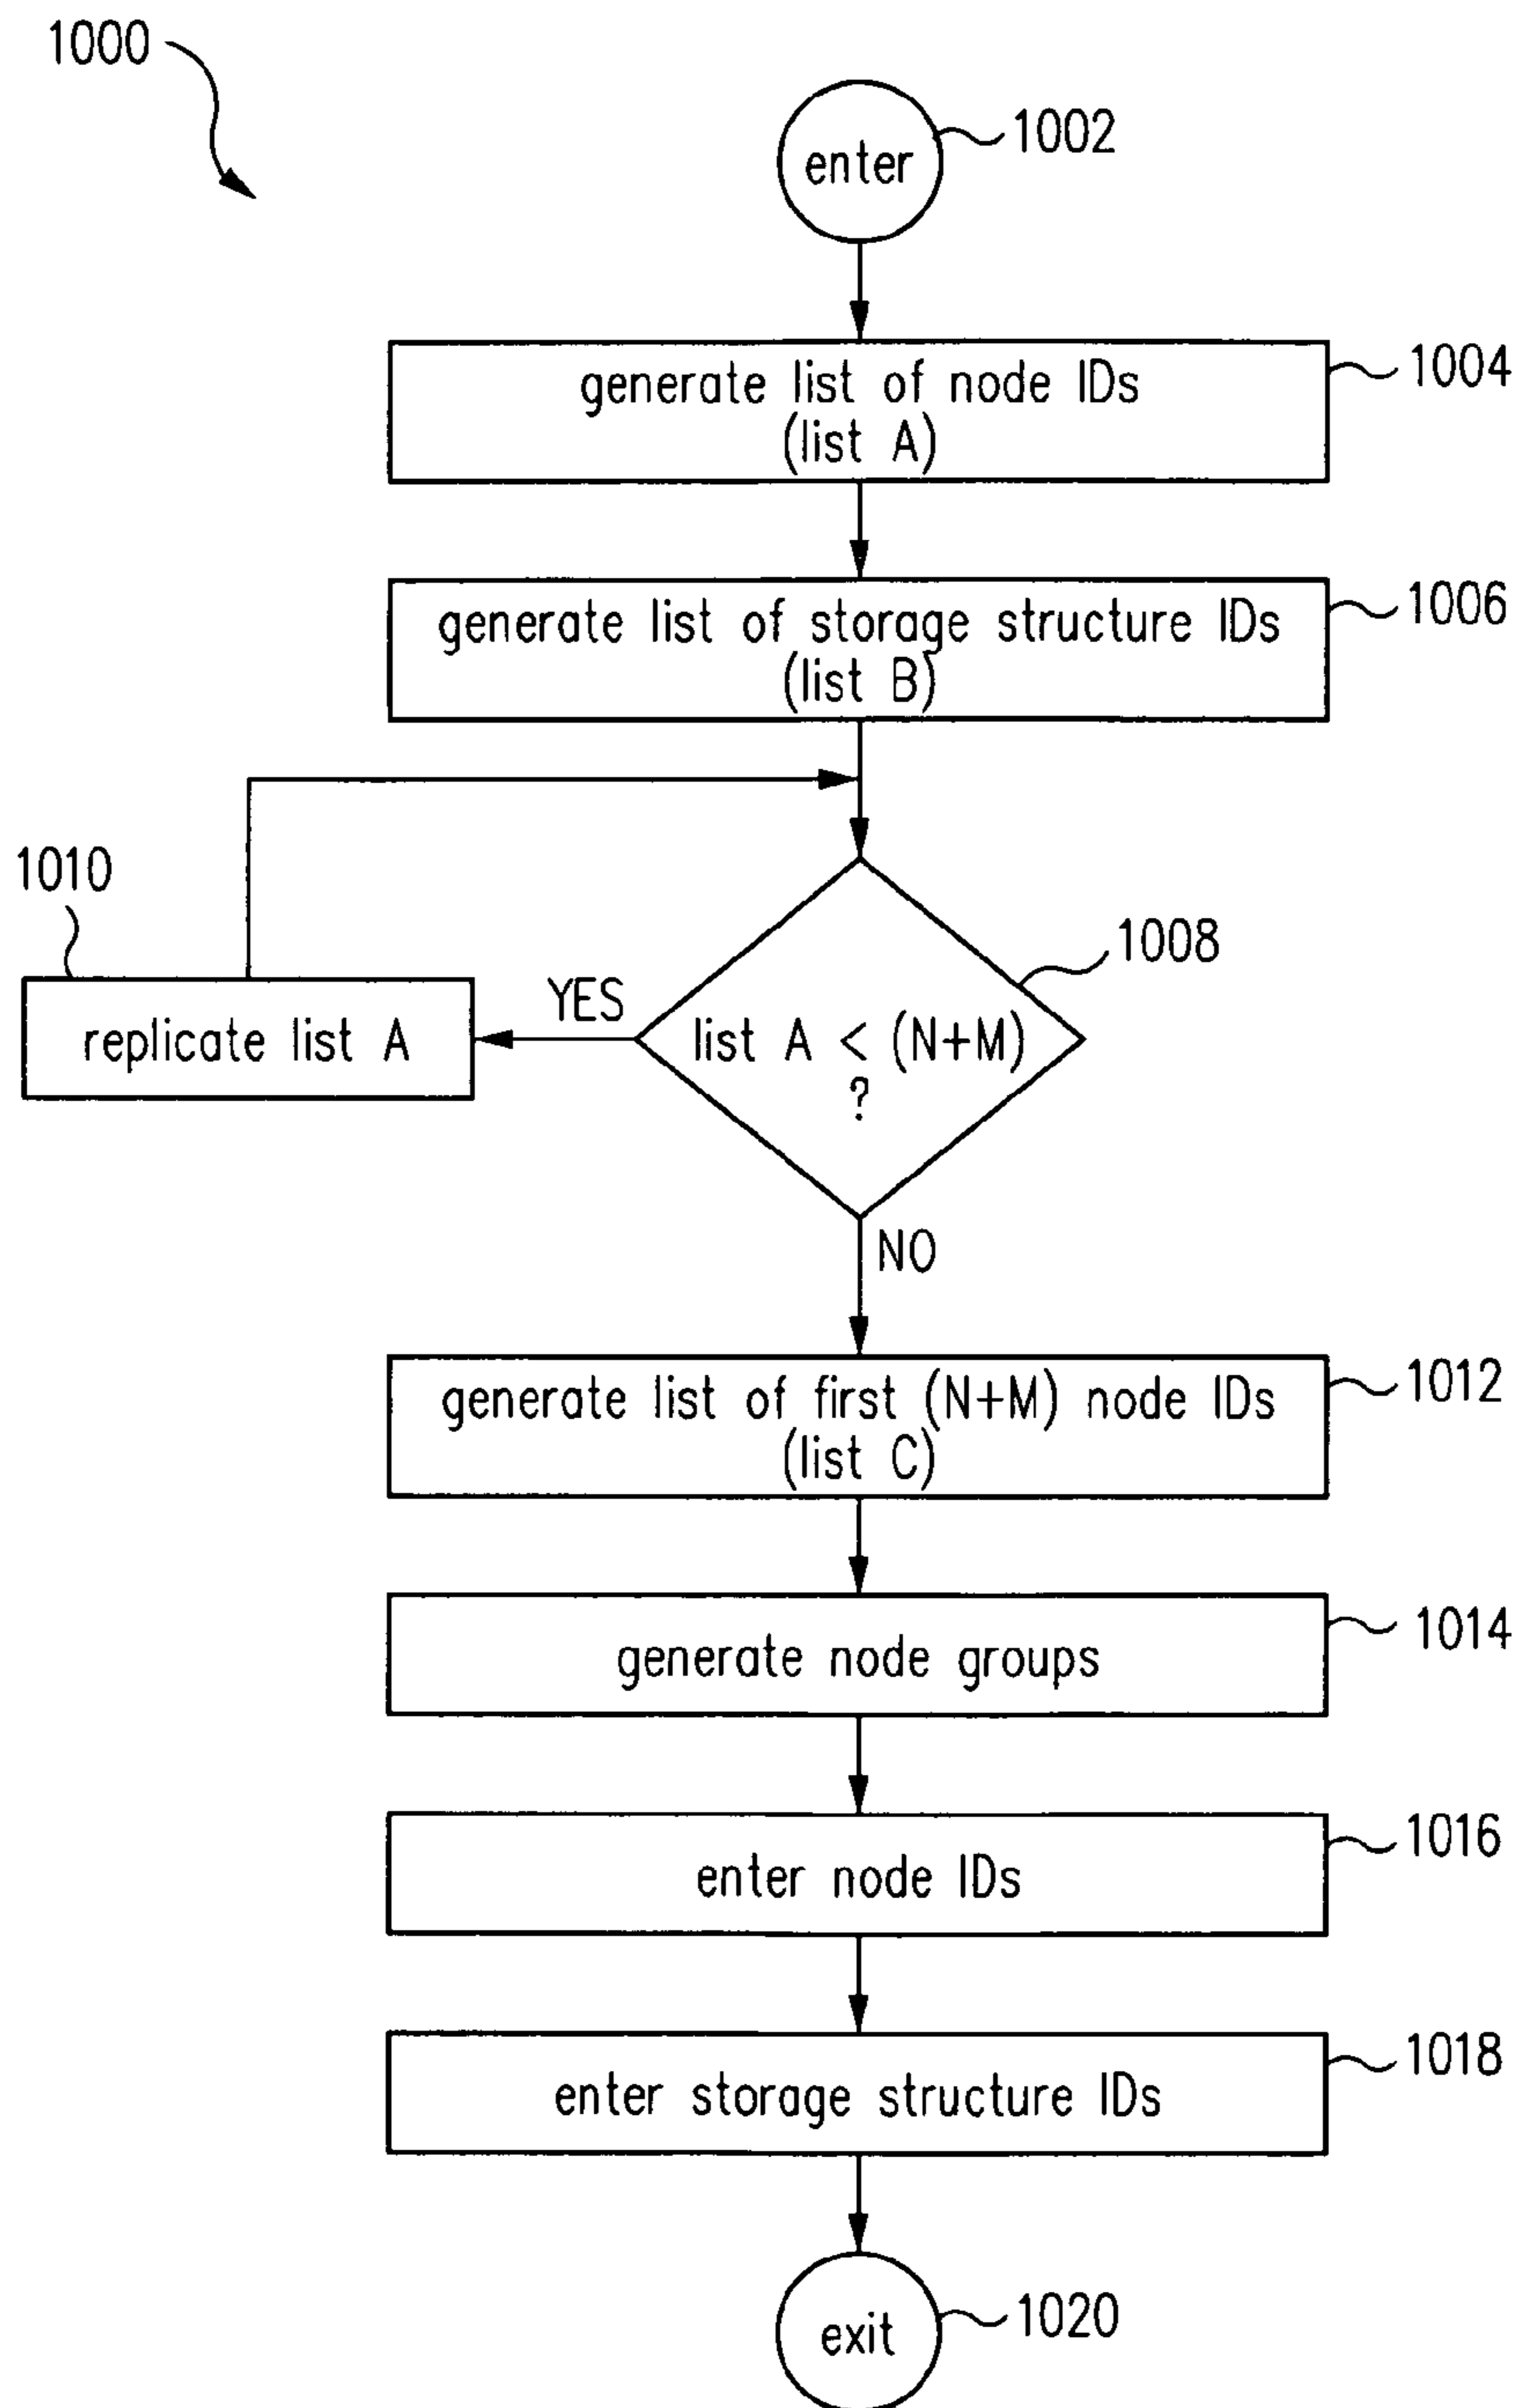 1000
enter
1002
generate list of node IDs
(list A)
1004
generate list of storage structure IDs
(list B)
1006
1010
replicate list A
YES
list A < (N+M)
?
1008
NO
generate list of first (N+M) node IDs
(list C)
1012
generate node groups
1014
enter node IDs
1016
enter storage structure IDs
1018
exit
1020